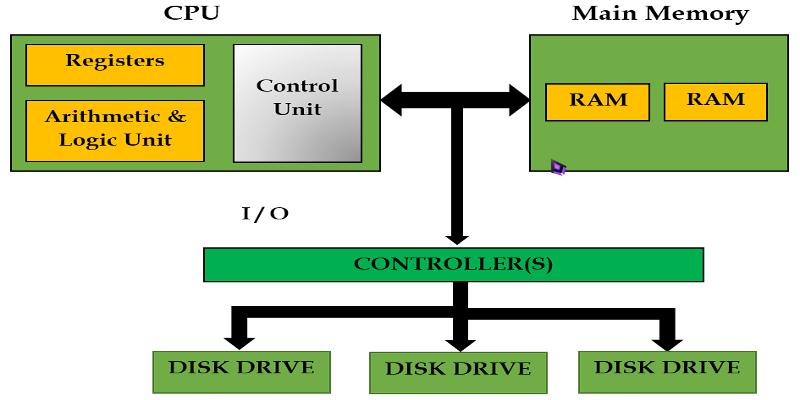 CPU
Main Memory
Registers
Arithmetic &
Logic Unit
Control
Unit
RAM
RAM
I/O
CONTROLLER(S)
DISK DRIVE
DISK DRIVE
DISK DRIVE